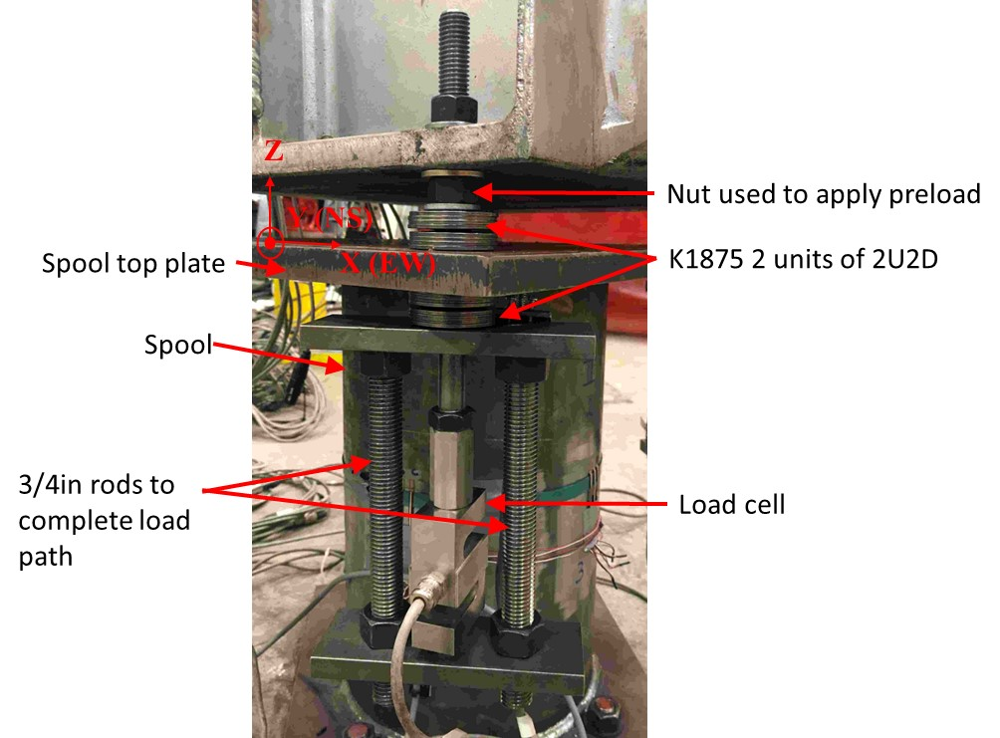 Nut used to apply preload
Z
Y (NS)
X (EW)
Spool top plate
K1875 2 units of 2U2D
Spool
3/4in rods to
complete load
path
Load cell
3